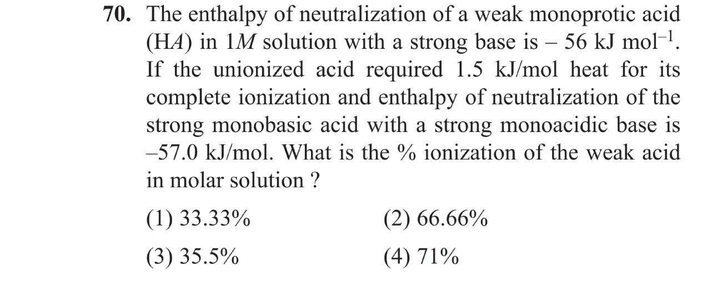 70. The enthalpy of neutralization of a weak monoprotic acid
(HA) in 1M solution with a strong base is – 56 kJ mol⁻¹.
If the unionized acid required 1.5 kJ/mol heat for its
complete ionization and enthalpy of neutralization of the
strong monobasic acid with a strong monoacidic base is
–57.0 kJ/mol. What is the % ionization of the weak acid
in molar solution ?
(1) 33.33% (2) 66.66%
(3) 35.5% (4) 71%